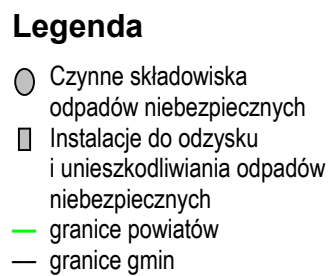 Legenda
Czynne składowiska
odpadów niebezpiecznych
Instalacje do odzysku
i unieszkodliwiania odpadów
niebezpiecznych
granice powiatów
granice gmin